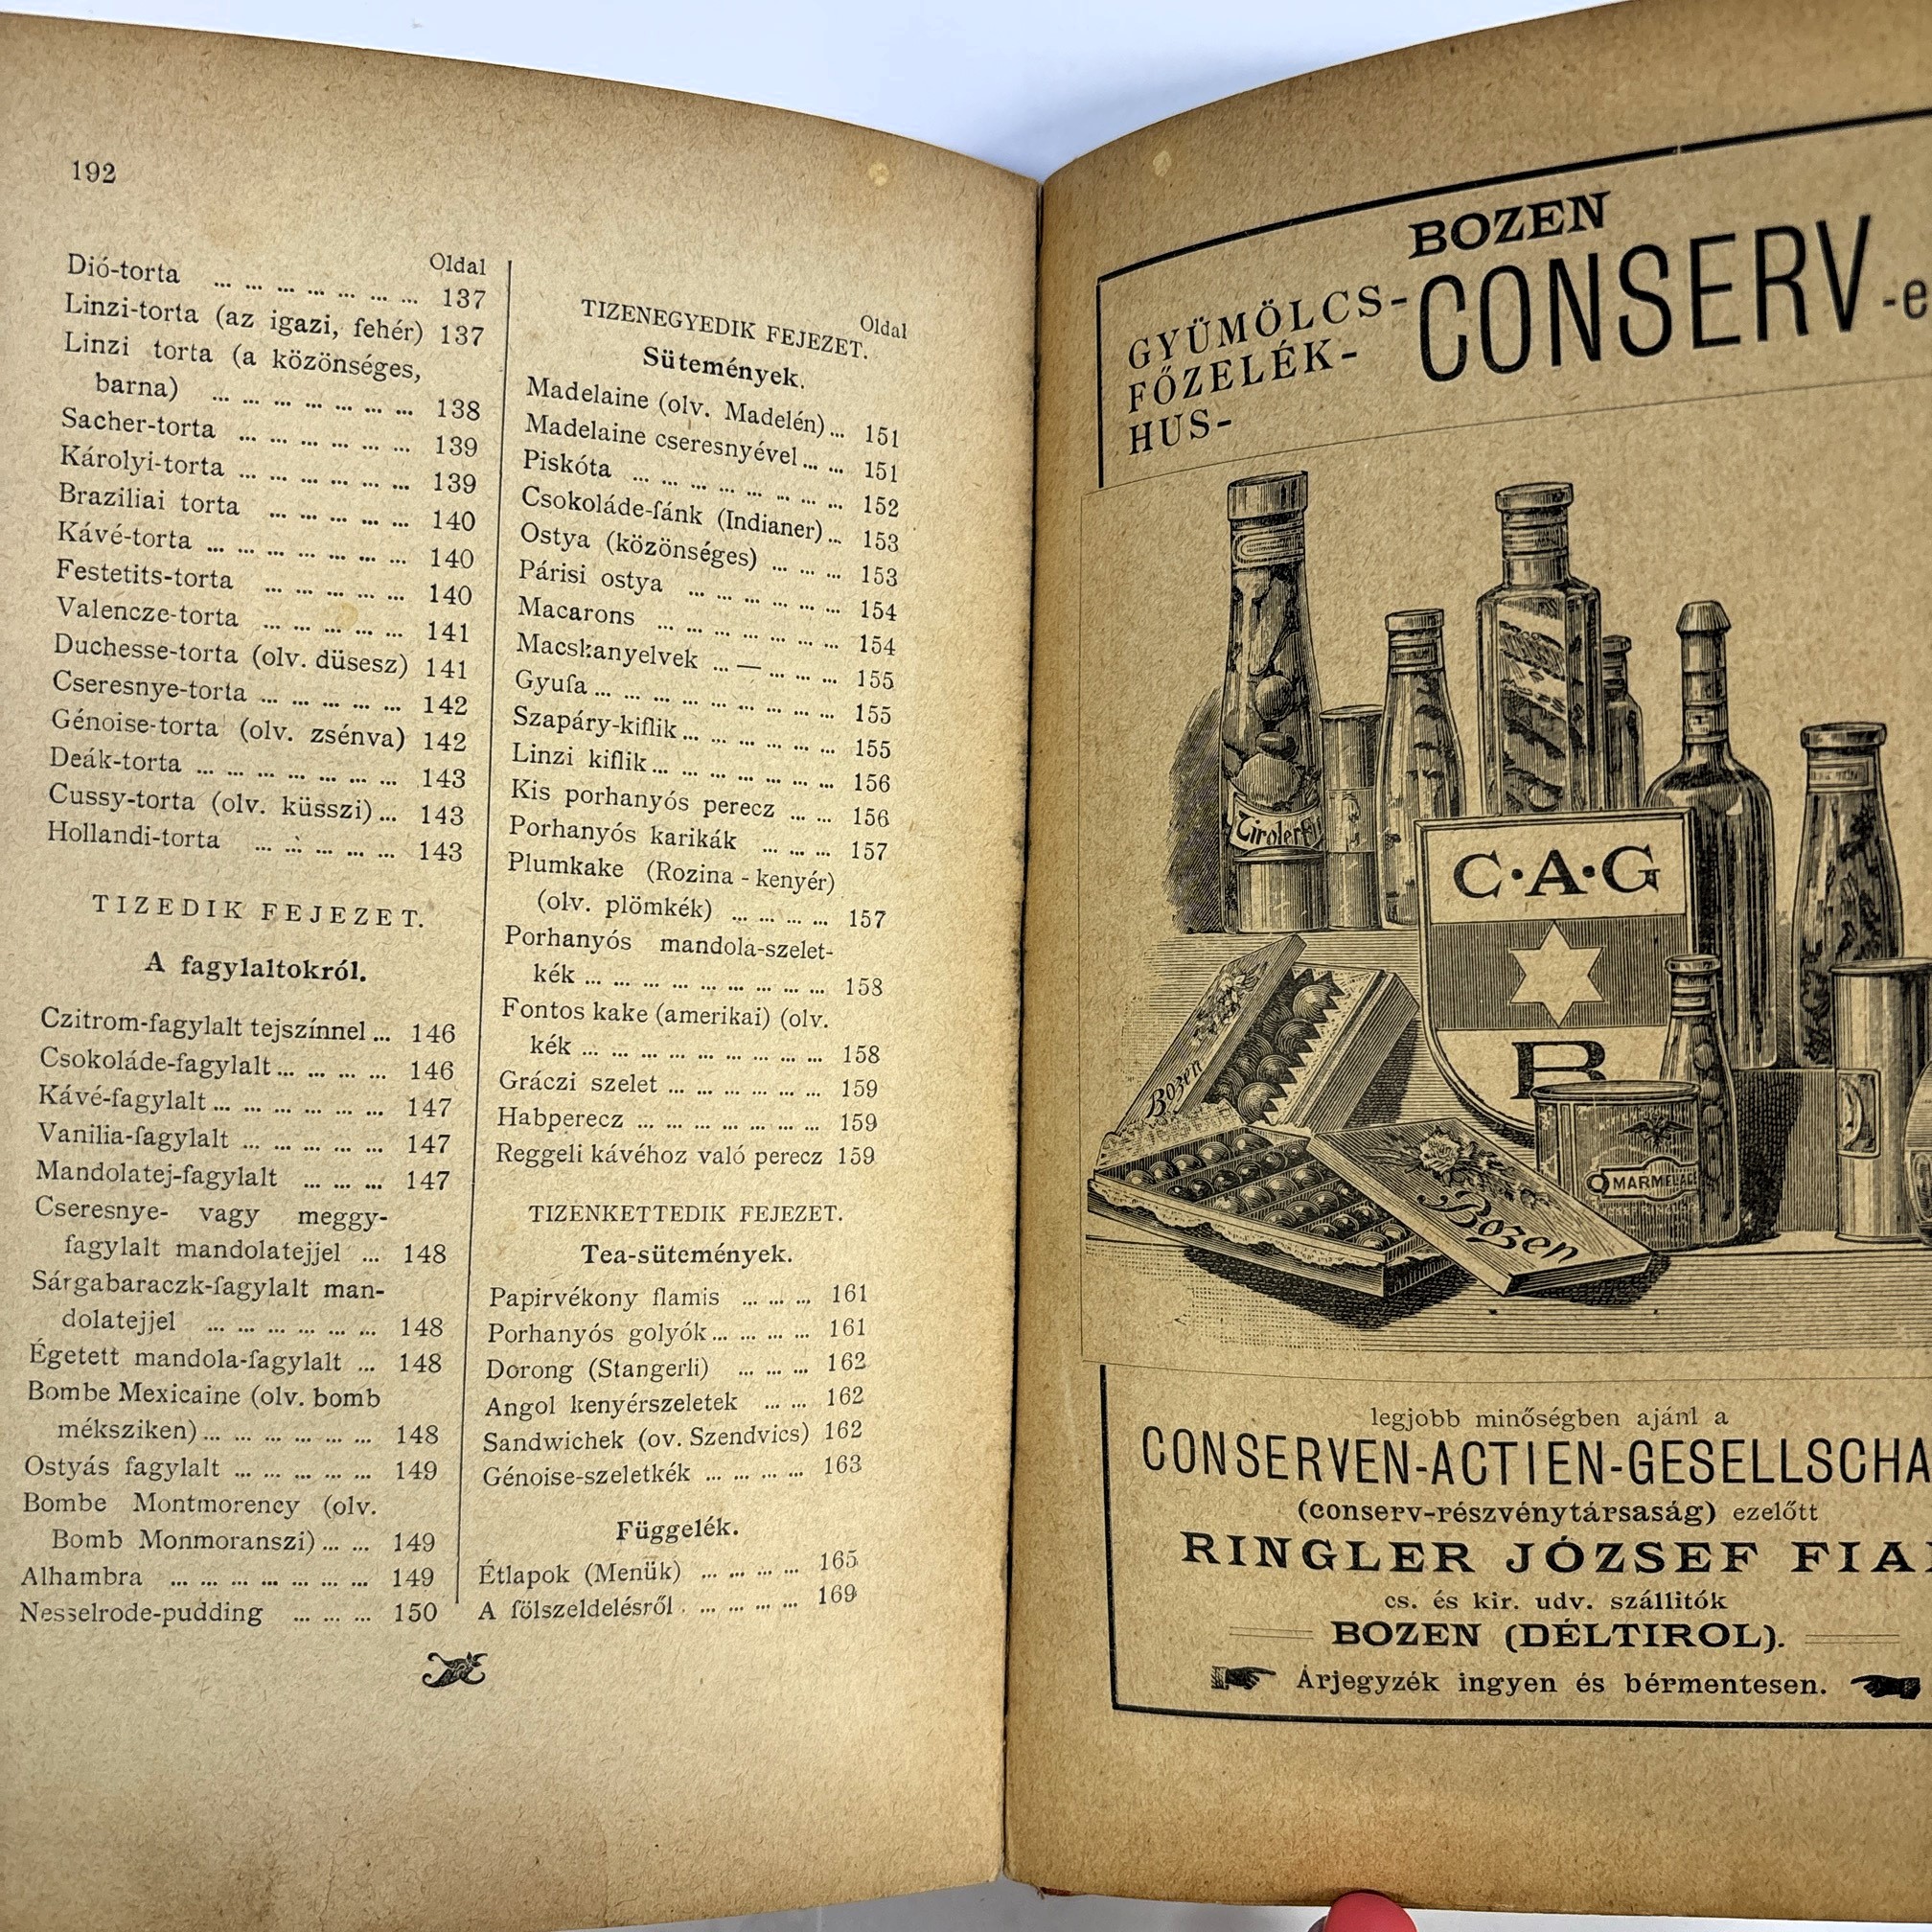 192
Oldal
Dió-torta ... ... ... ... ... ... ... 137
Linzi-torta (az igazi, fehér) 137
Linzi torta (a közönséges,
barna) ... ... ... ... ... ... ... 138
Sacher-torta ... ... ... ... ... ... 139
Károlyi-torta ... ... ... ... ... ... 139
Braziliai torta ... ... ... ... ... 140
Kávé-torta ... ... ... ... ... ... ... 140
Festetits-torta ... ... ... ... ... 140
Valencze-torta ... ... ... ... ... 141
Duchesse-torta (olv. düsesz) 141
Cseresnye-torta ... ... ... ... ... 142
Génoise-torta (olv. zsénva) 142
Deák-torta ... ... ... ... ... ... ... 143
Cussy-torta (olv. küsszi) ... 143
Hollandi-torta ... ... ... ... ... 143
TIZEDIK FEJEZET.
A fagylaltokról.
Czitrom-fagylalt tejszínnel ... 146
Csokoláde-fagylalt ... ... ... ... 146
Kávé-fagylalt ... ... ... ... ... ... 147
Vanilia-fagylalt ... ... ... ... ... 147
Mandolatej-fagylalt ... ... ... 147
Cseresnye- vagy meggy-
fagylalt mandolatejjel ... 148
Sárgabaraczk-fagylalt man-
dolatejjel ... ... ... ... ... ... 148
Égetett mandola-fagylalt ... 148
Bombe Mexicaine (olv. bomb
méksziken) ... ... ... ... ... ... 148
Ostyás fagylalt ... ... ... ... ... 149
Bombe Montmorency (olv.
Bomb Monmoranszi) ... ... 149
Alhambra ... ... ... ... ... ... ... 149
Nesselrode-pudding ... ... ... 150
Oldal
TIZENEGYEDIK FEJEZET.
Sütemények.
Madelaine (olv. Madelén) ... 151
Madelaine cseresnyével ... ... 151
Piskóta ... ... ... ... ... ... ... ... 152
Csokoláde-fánk (Indianer) ... 153
Ostya (közönséges) ... ... ... 153
Párisi ostya ... ... ... ... ... ... 154
Macarons ... ... ... ... ... ... ... 154
Macskanyelvek ... — ... ... ... 155
Gyufa ... ... ... ... ... ... ... ... ... 155
Szapáry-kiflik ... ... ... ... ... ... 155
Linzi kiflik ... ... ... ... ... ... ... 156
Kis porhanyós perecz ... ... 156
Porhanyós karikák ... ... ... 157
Plumkake (Rozina - kenyér)
(olv. plömkék) ... ... ... ... 157
Porhanyós mandola-szelet-
kék ... ... ... ... ... ... ... ... ... 158
Fontos kake (amerikai) (olv.
kék ... ... ... ... ... ... ... ... ... 158
Gráczi szelet ... ... ... ... ... ... 159
Habperecz ... ... ... ... ... ... ... 159
Reggeli kávéhoz való perecz 159
TIZENKETTEDIK FEJEZET.
Tea-sütemények.
Papirvékony flamis ... ... ... 161
Porhanyós golyók ... ... ... ... 161
Dorong (Stangerli) ... ... ... 162
Angol kenyérszeletek ... ... 162
Sandwichek (ov. Szendvics) 162
Génoise-szeletkék ... ... ... ... 163
Függelék.
Étlapok (Menük) ... ... ... ... 165
A fölszeldelésről . ... ... ... ... 169
BOZEN
GYÜMÖLCS-
FŐZELÉK-
HUS-
CONSERV-e
Tiroler
C·A·G
B
Bozen
MARMELADE
Bozen
legjobb minőségben ajánl a
CONSERVEN-ACTIEN-GESELLSCHA
(conserv-részvénytársaság) ezelőtt
RINGLER JÓZSEF FIAI
cs. és kir. udv. szállitók
BOZEN (DÉLTIROL).
Árjegyzék ingyen és bérmentesen.